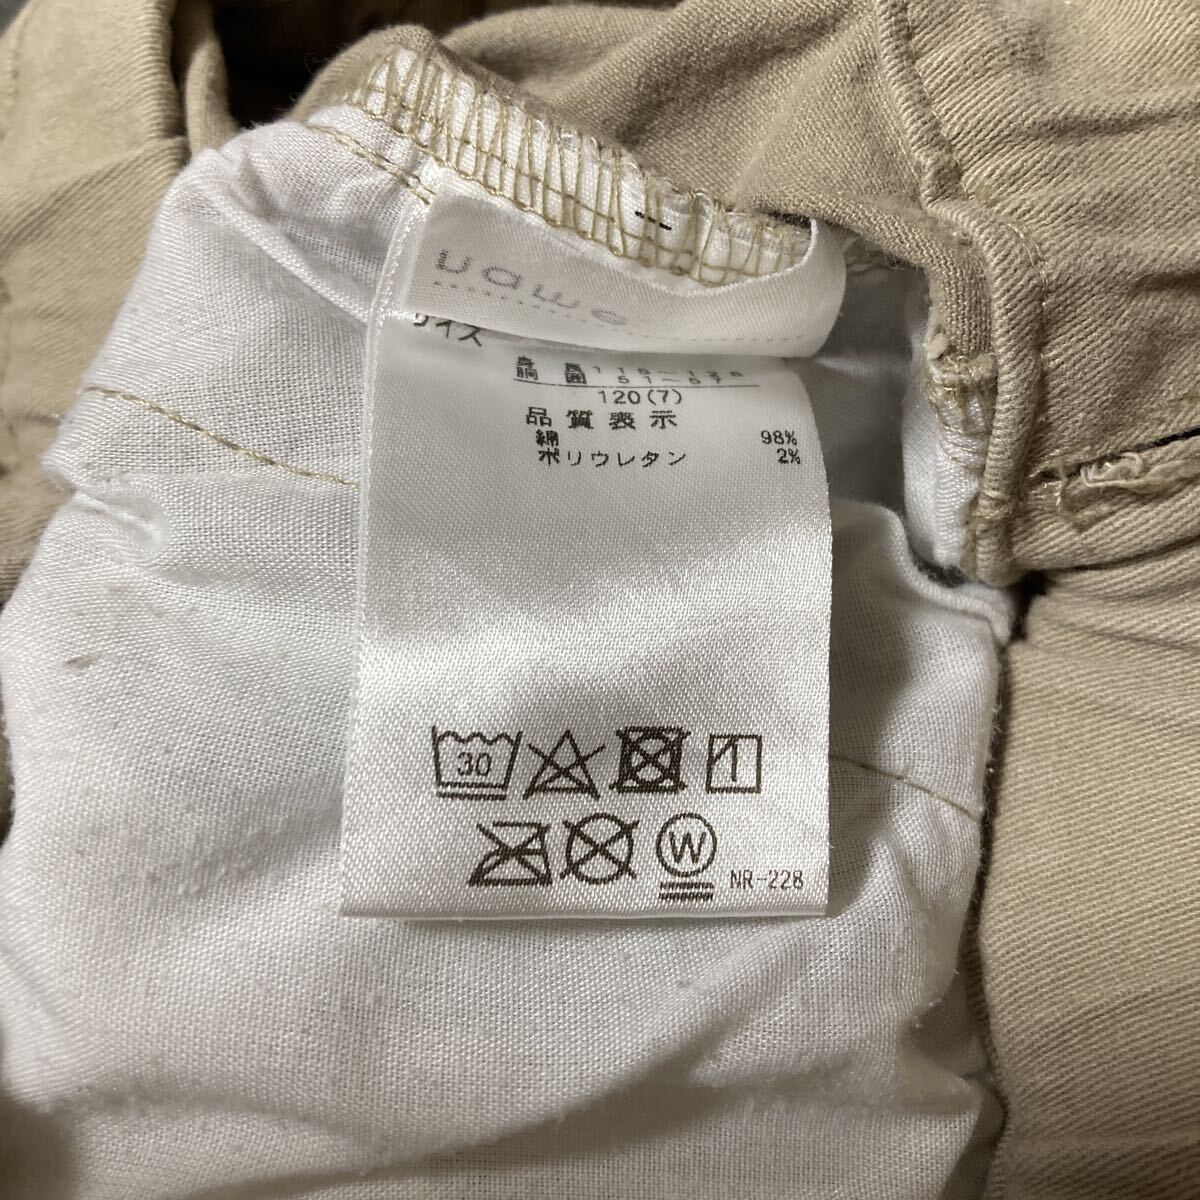 サイズ
身長 115～125
胴囲 51～57
120(7)
品質表示
綿 98%
ポリウレタン 2%
30
W
NR-228